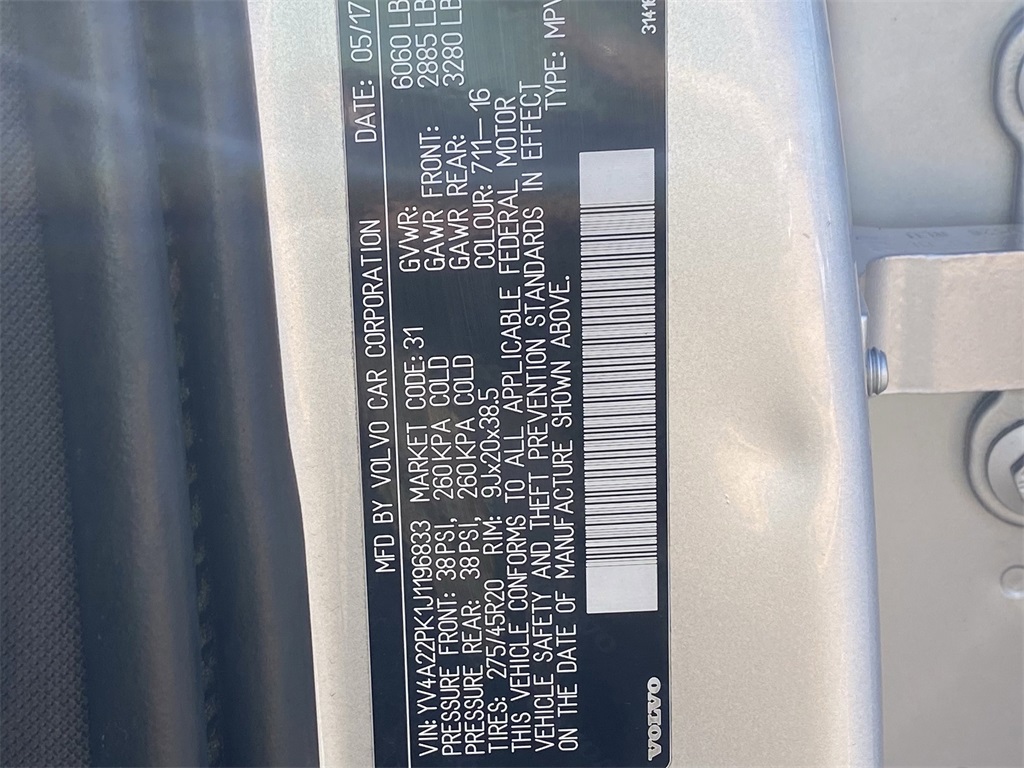 MFD BY VOLVO CAR CORPORATION DATE: 05/17
VIN: YV4A22PK1J1196833 MARKET CODE: 31 GVWR: 6060 LB
PRESSURE FRONT: 38PSI, 260KPA COLD GAWR FRONT: 2885 LB
PRESSURE REAR: 38PSI, 260KPA COLD GAWR REAR: 3280 LB
TIRES: 275/45R20 RIM: 9Jx20x38.5 COLOUR: 711—16
THIS VEHICLE CONFORMS TO ALL APPLICABLE FEDERAL MOTOR
VEHICLE SAFETY AND THEFT PREVENTION STANDARDS IN EFFECT
ON THE DATE OF MANUFACTURE SHOWN ABOVE. TYPE: MPV
VOLVO 31416